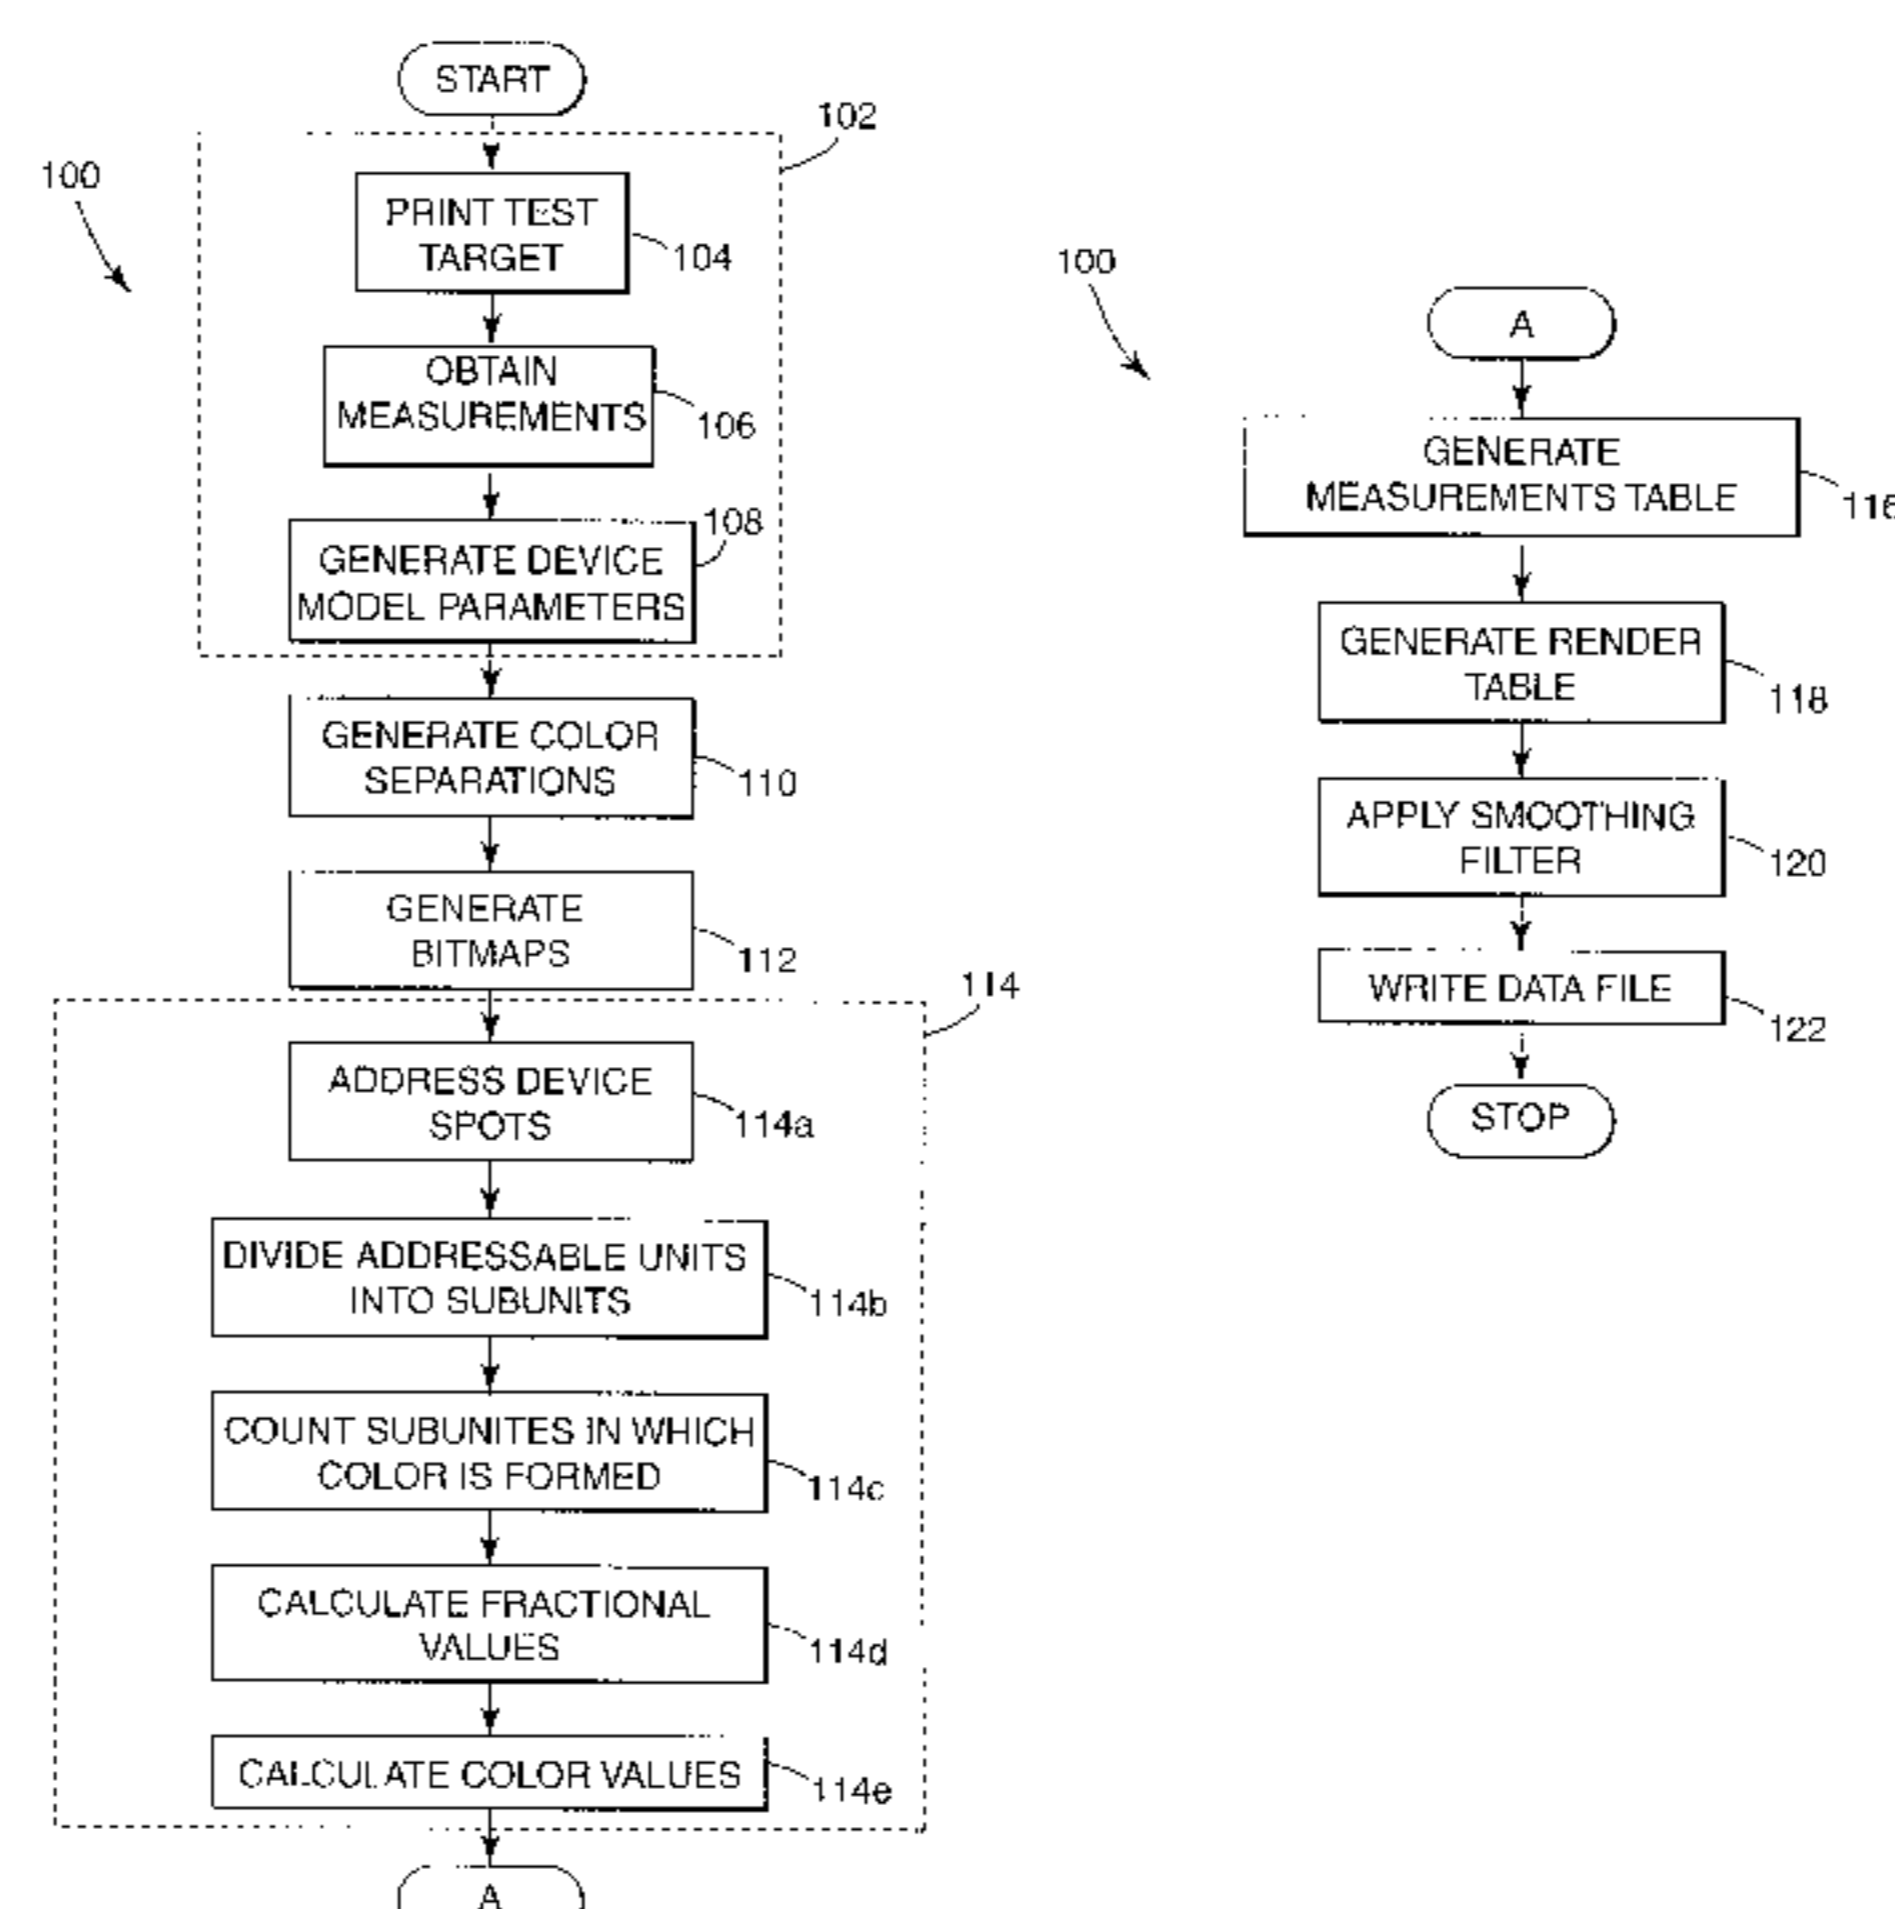 START
102
100
PRINT TEST
TARGET
104
OBTAIN
MEASUREMENTS
106
108
GENERATE DEVICE
MODEL PARAMETERS
GENERATE COLOR
SEPARATIONS
110
GENERATE
BITMAPS
112
114
ADDRESS DEVICE
SPOTS
114a
DIVIDE ADDRESSABLE UNITS
INTO SUBUNITS
114b
COUNT SUBUNITES IN WHICH
COLOR IS FORMED
114c
CALCULATE FRACTIONAL
VALUES
114d
CALCULATE COLOR VALUES
114e
A
100
A
GENERATE
MEASUREMENTS TABLE
116
GENERATE RENDER
TABLE
118
APPLY SMOOTHING
FILTER
120
WRITE DATA FILE
122
STOP